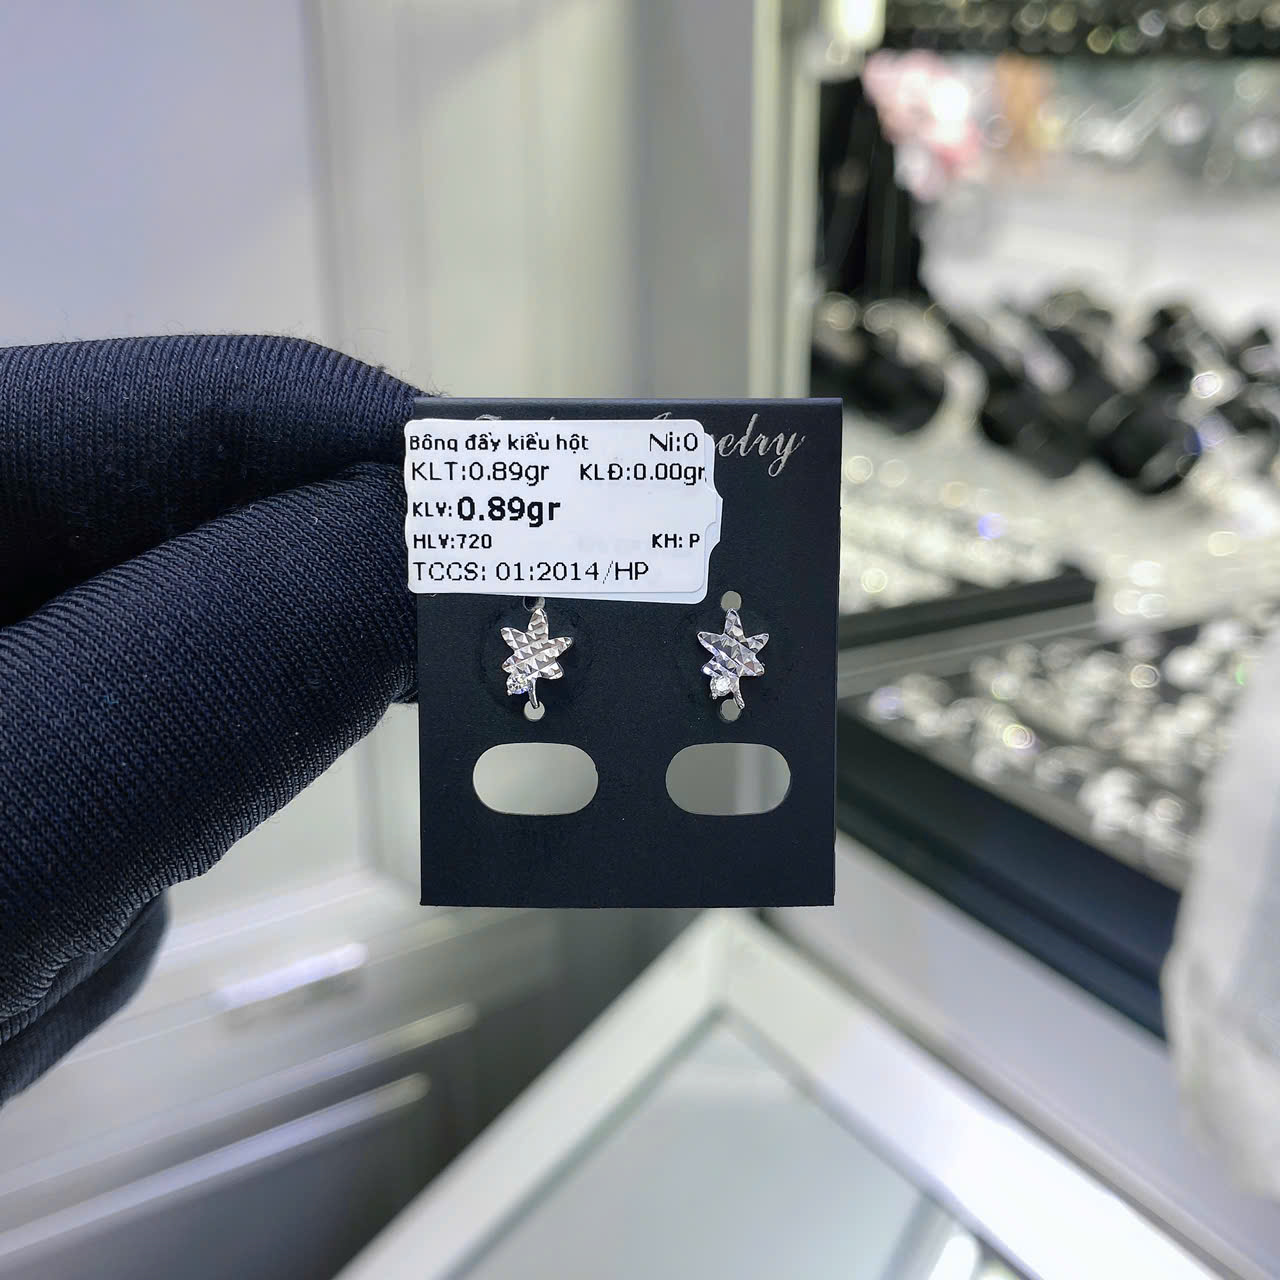 Bông đẩy kiểu hột Ni:0
KLT:0.89gr KLĐ:0.00gr
KLV: 0.89gr
HLV:720 KH: P
TCCS: 01:2014/HP